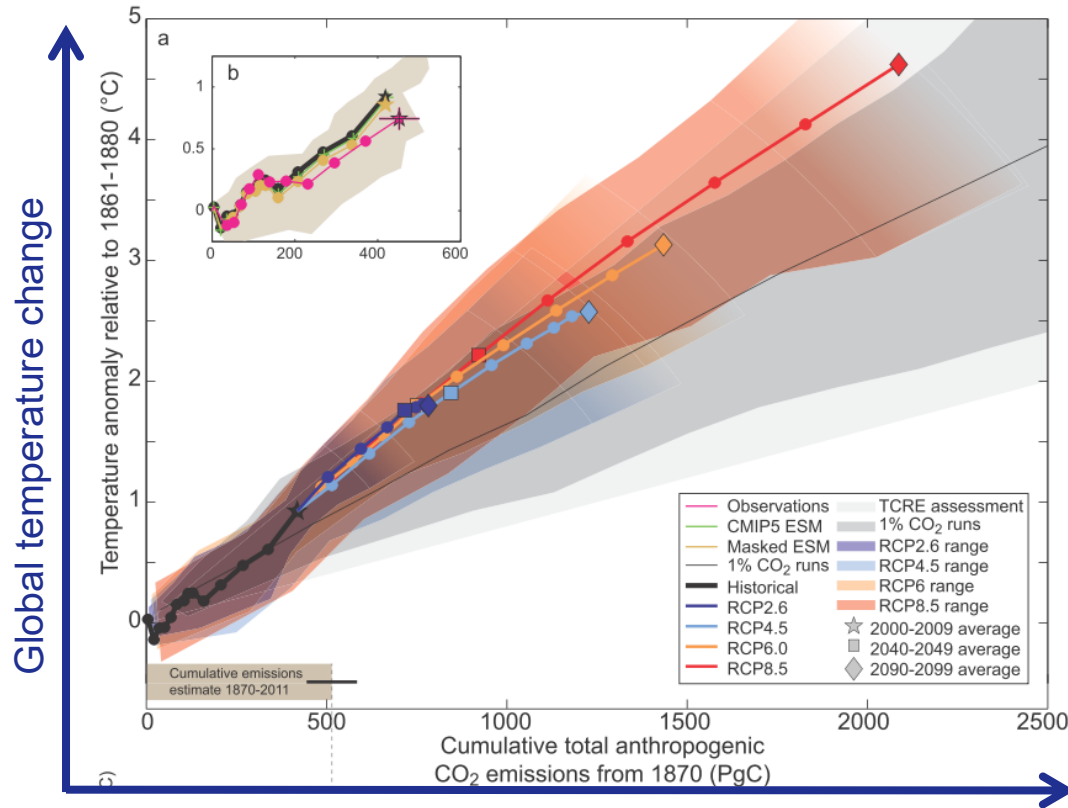 Global temperature change
Temperature anomaly relative to 1861-1880 (°C)
5
4
3
2
1
0
a
b
1
0.5
0
0
200
400
600
Observations
CMIP5 ESM
Masked ESM
1% CO₂ runs
Historical
RCP2.6
RCP4.5
RCP6.0
RCP8.5
TCRE assessment
1% CO₂ runs
RCP2.6 range
RCP4.5 range
RCP6 range
RCP8.5 range
2000-2009 average
2040-2049 average
2090-2099 average
Cumulative emissions
estimate 1870-2011
0
500
1000
1500
2000
2500
Cumulative total anthropogenic
CO₂ emissions from 1870 (PgC)